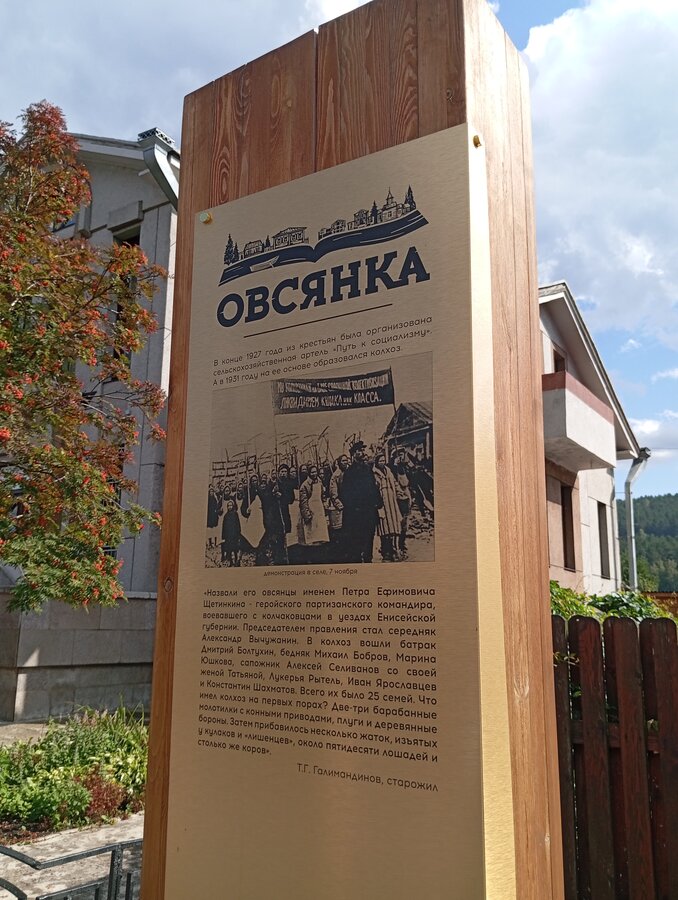 ОВСЯНКА
В конце 1927 года из крестьян была организована
сельскохозяйственная артель «Путь к социализму».
А в 1931 году на ее основе образовался колхоз.
ЛИКВИДИРУЕМ КУЛАКА КАК КЛАССА.
демонстрация в селе, 7 ноября
«Назвали его овсянцы именем Петра Ефимовича
Щетинкина - геройского партизанского командира,
воевавшего с колчаковцами в уездах Енисейской
губернии. Председателем правления стал середняк
Александр Вычужанин. В колхоз вошли батрак
Дмитрий Болтухин, бедняк Михаил Бобров, Марина
Юшкова, сапожник Алексей Селиванов со своей
женой Татьяной, Лукерья Рытель, Иван Ярославцев
и Константин Шахматов. Всего их было 25 семей. Что
имел колхоз на первых порах? Две-три барабанные
молотилки с конными приводами, плуги и деревянные
бороны. Затем прибавилось несколько жаток, изъятых
у кулаков и «лишенцев», около пятидесяти лошадей и
столько же коров».
Т.Г. Галимандинов, старожил